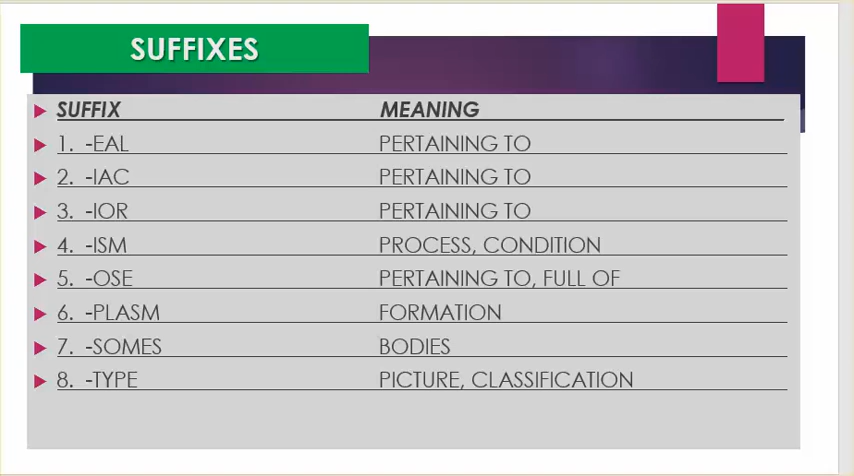 SUFFIXES
SUFFIX MEANING
1. -EAL PERTAINING TO
2. -IAC PERTAINING TO
3. -IOR PERTAINING TO
4. -ISM PROCESS, CONDITION
5. -OSE PERTAINING TO, FULL OF
6. -PLASM FORMATION
7. -SOMES BODIES
8. -TYPE PICTURE, CLASSIFICATION